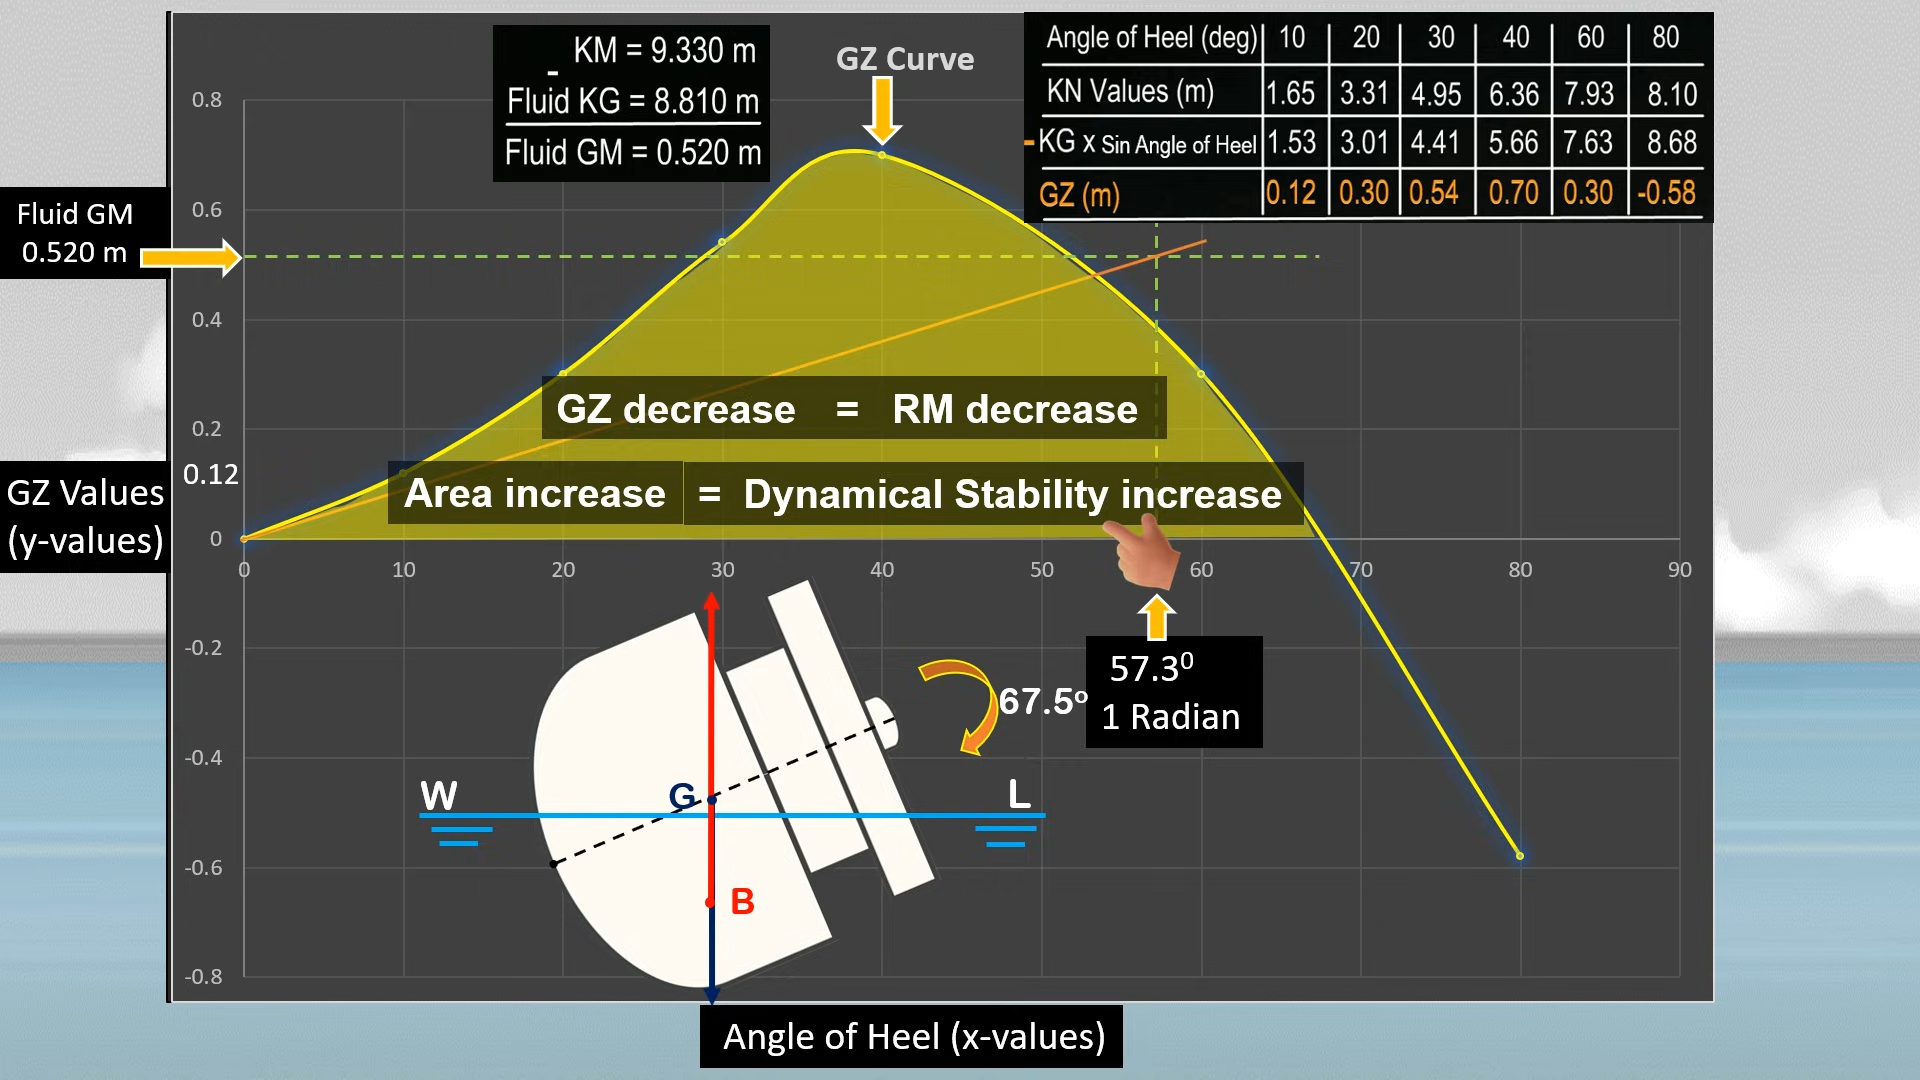 KM = 9.330 m
-
Fluid KG = 8.810 m
Fluid GM = 0.520 m
GZ Curve
Angle of Heel (deg) 10 20 30 40 60 80
KN Values (m) 1.65 3.31 4.95 6.36 7.93 8.10
-KG x Sin Angle of Heel 1.53 3.01 4.41 5.66 7.63 8.68
GZ (m) 0.12 0.30 0.54 0.70 0.30 -0.58
Fluid GM
0.520 m
0.8
0.6
0.4
0.2
0.12
0
-0.2
-0.4
-0.6
-0.8
GZ Values
(y-values)
GZ decrease = RM decrease
Area increase = Dynamical Stability increase
0 10 20 30 40 50 60 70 80 90
67.5º
57.3⁰
1 Radian
W
L
G
B
Angle of Heel (x-values)